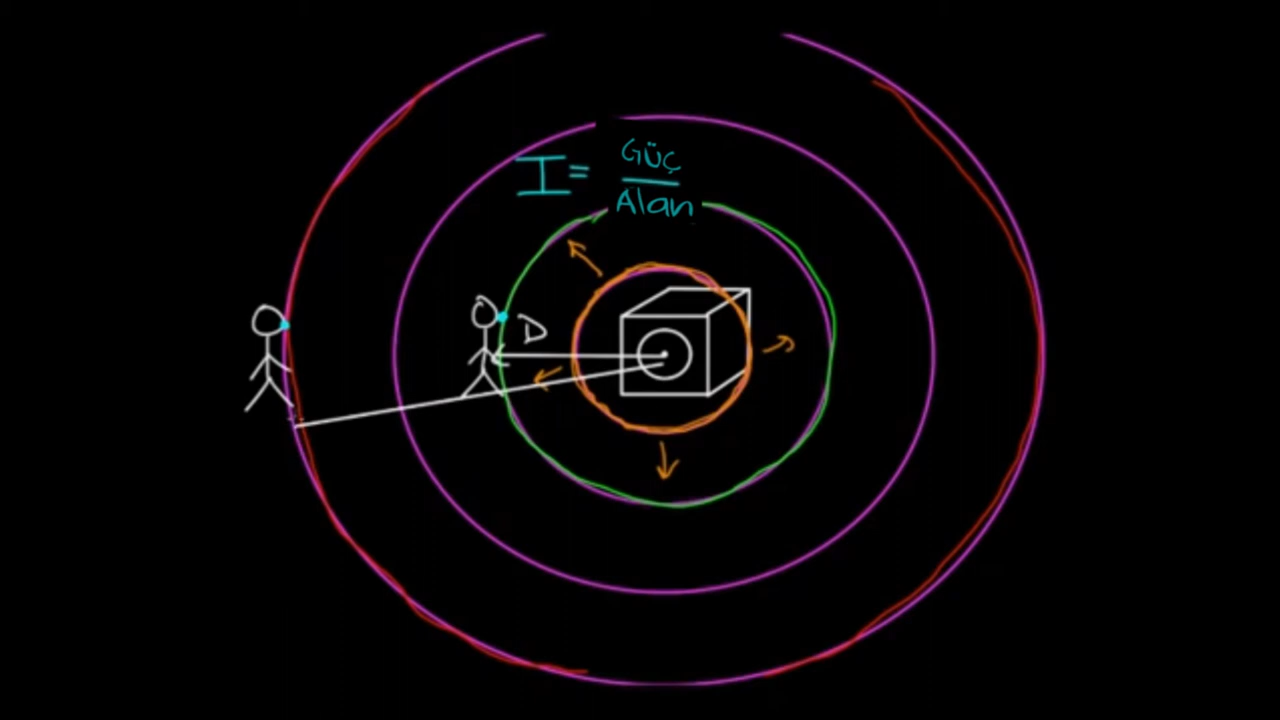 I = Güç
Alan
D